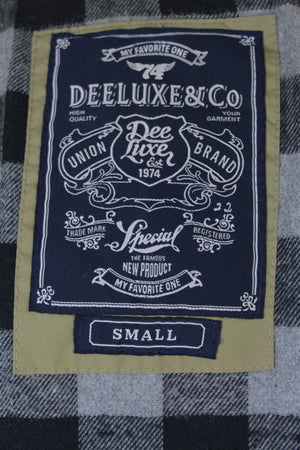 MY FAVORITE ONE
74
DEELUXE&Co
HIGH QUALITY
YOUR GARMENT
UNION
Dee Luxe
Est
1974
BRAND
TRADE MARK
Special
REGISTERED
THE FAMOUS
NEW PRODUCT
MY FAVORITE ONE
SMALL